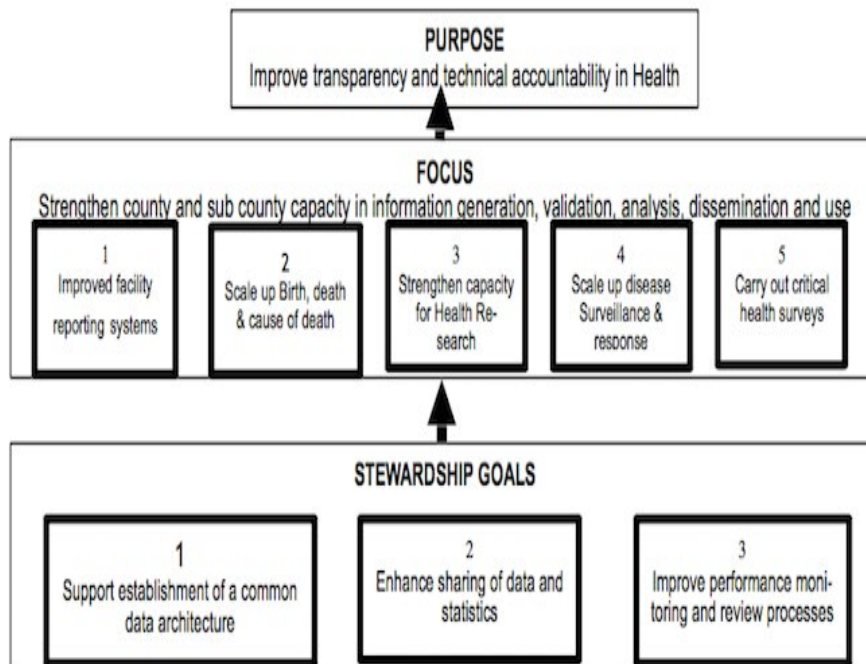 PURPOSE
Improve transparency and technical accountability in Health
FOCUS
Strengthen county and sub county capacity in information generation, validation, analysis, dissemination and use
1
Improved facility
reporting systems
2
Scale up Birth, death
& cause of death
3
Strengthen capacity
for Health Re-
search
4
Scale up disease
Surveillance &
response
5
Carry out critical
health surveys
STEWARDSHIP GOALS
1
Support establishment of a common
data architecture
2
Enhance sharing of data and
statistics
3
Improve performance moni-
toring and review processes